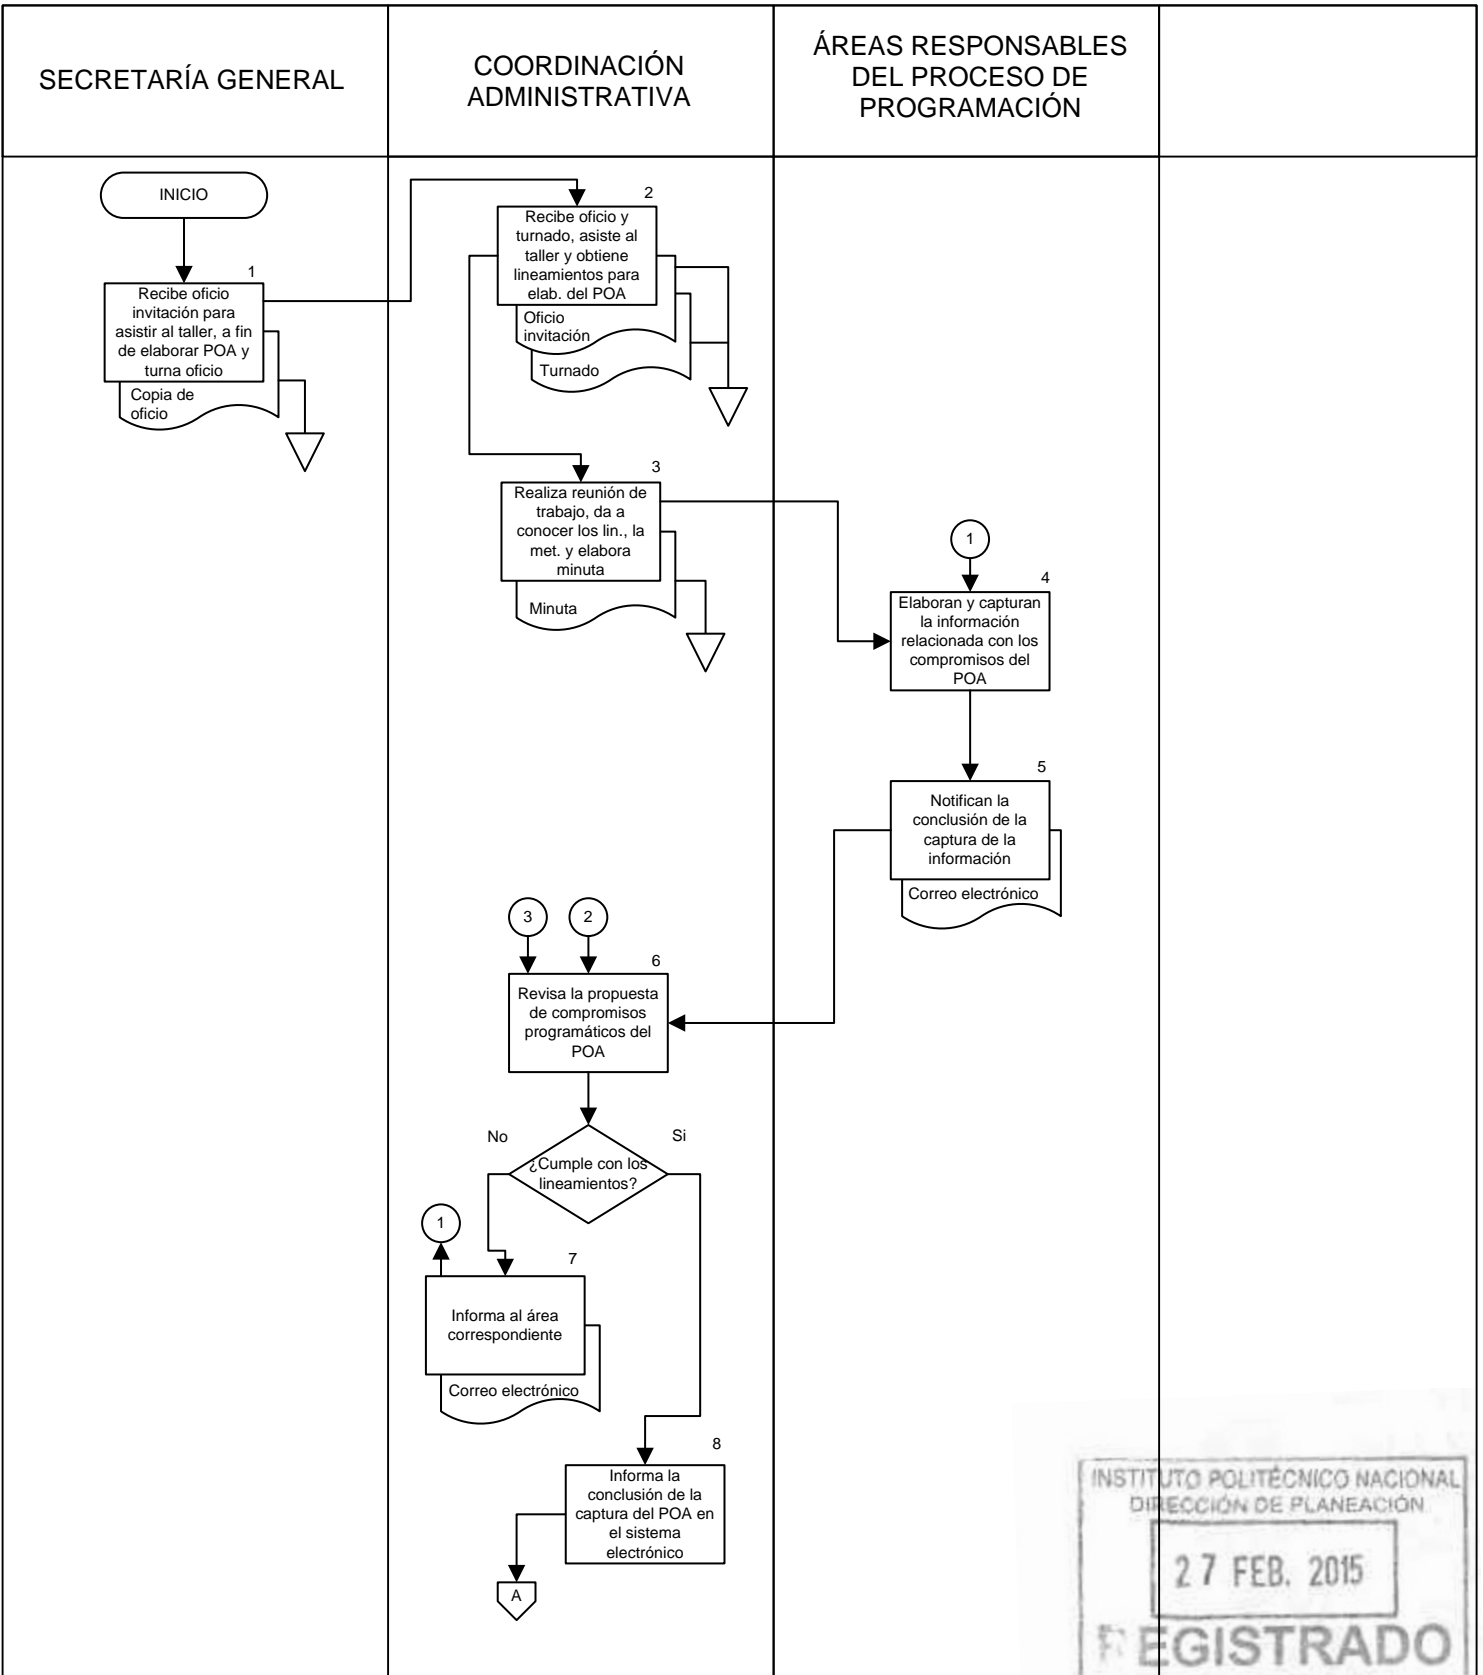 SECRETARÍA GENERAL
COORDINACIÓN
ADMINISTRATIVA
ÁREAS RESPONSABLES
DEL PROCESO DE
PROGRAMACIÓN
INICIO
1
Recibe oficio
invitación para
asistir al taller, a fin
de elaborar POA y
turna oficio
Copia de
oficio
2
Recibe oficio y
turnado, asiste al
taller y obtiene
lineamientos para
elab. del POA
Oficio
invitación
Turnado
3
Realiza reunión de
trabajo, da a
conocer los lin., la
met. y elabora
minuta
Minuta
1
4
Elaboran y capturan
la información
relacionada con los
compromisos del
POA
5
Notifican la
conclusión de la
captura de la
información
Correo electrónico
3
2
6
Revisa la propuesta
de compromisos
programáticos del
POA
No
Si
¿Cumple con los
lineamientos?
1
7
Informa al área
correspondiente
Correo electrónico
8
Informa la
conclusión de la
captura del POA en
el sistema
electrónico
A
INSTITUTO POLITÉCNICO NACIONAL
DIRECCIÓN DE PLANEACIÓN
27 FEB. 2015
REGISTRADO